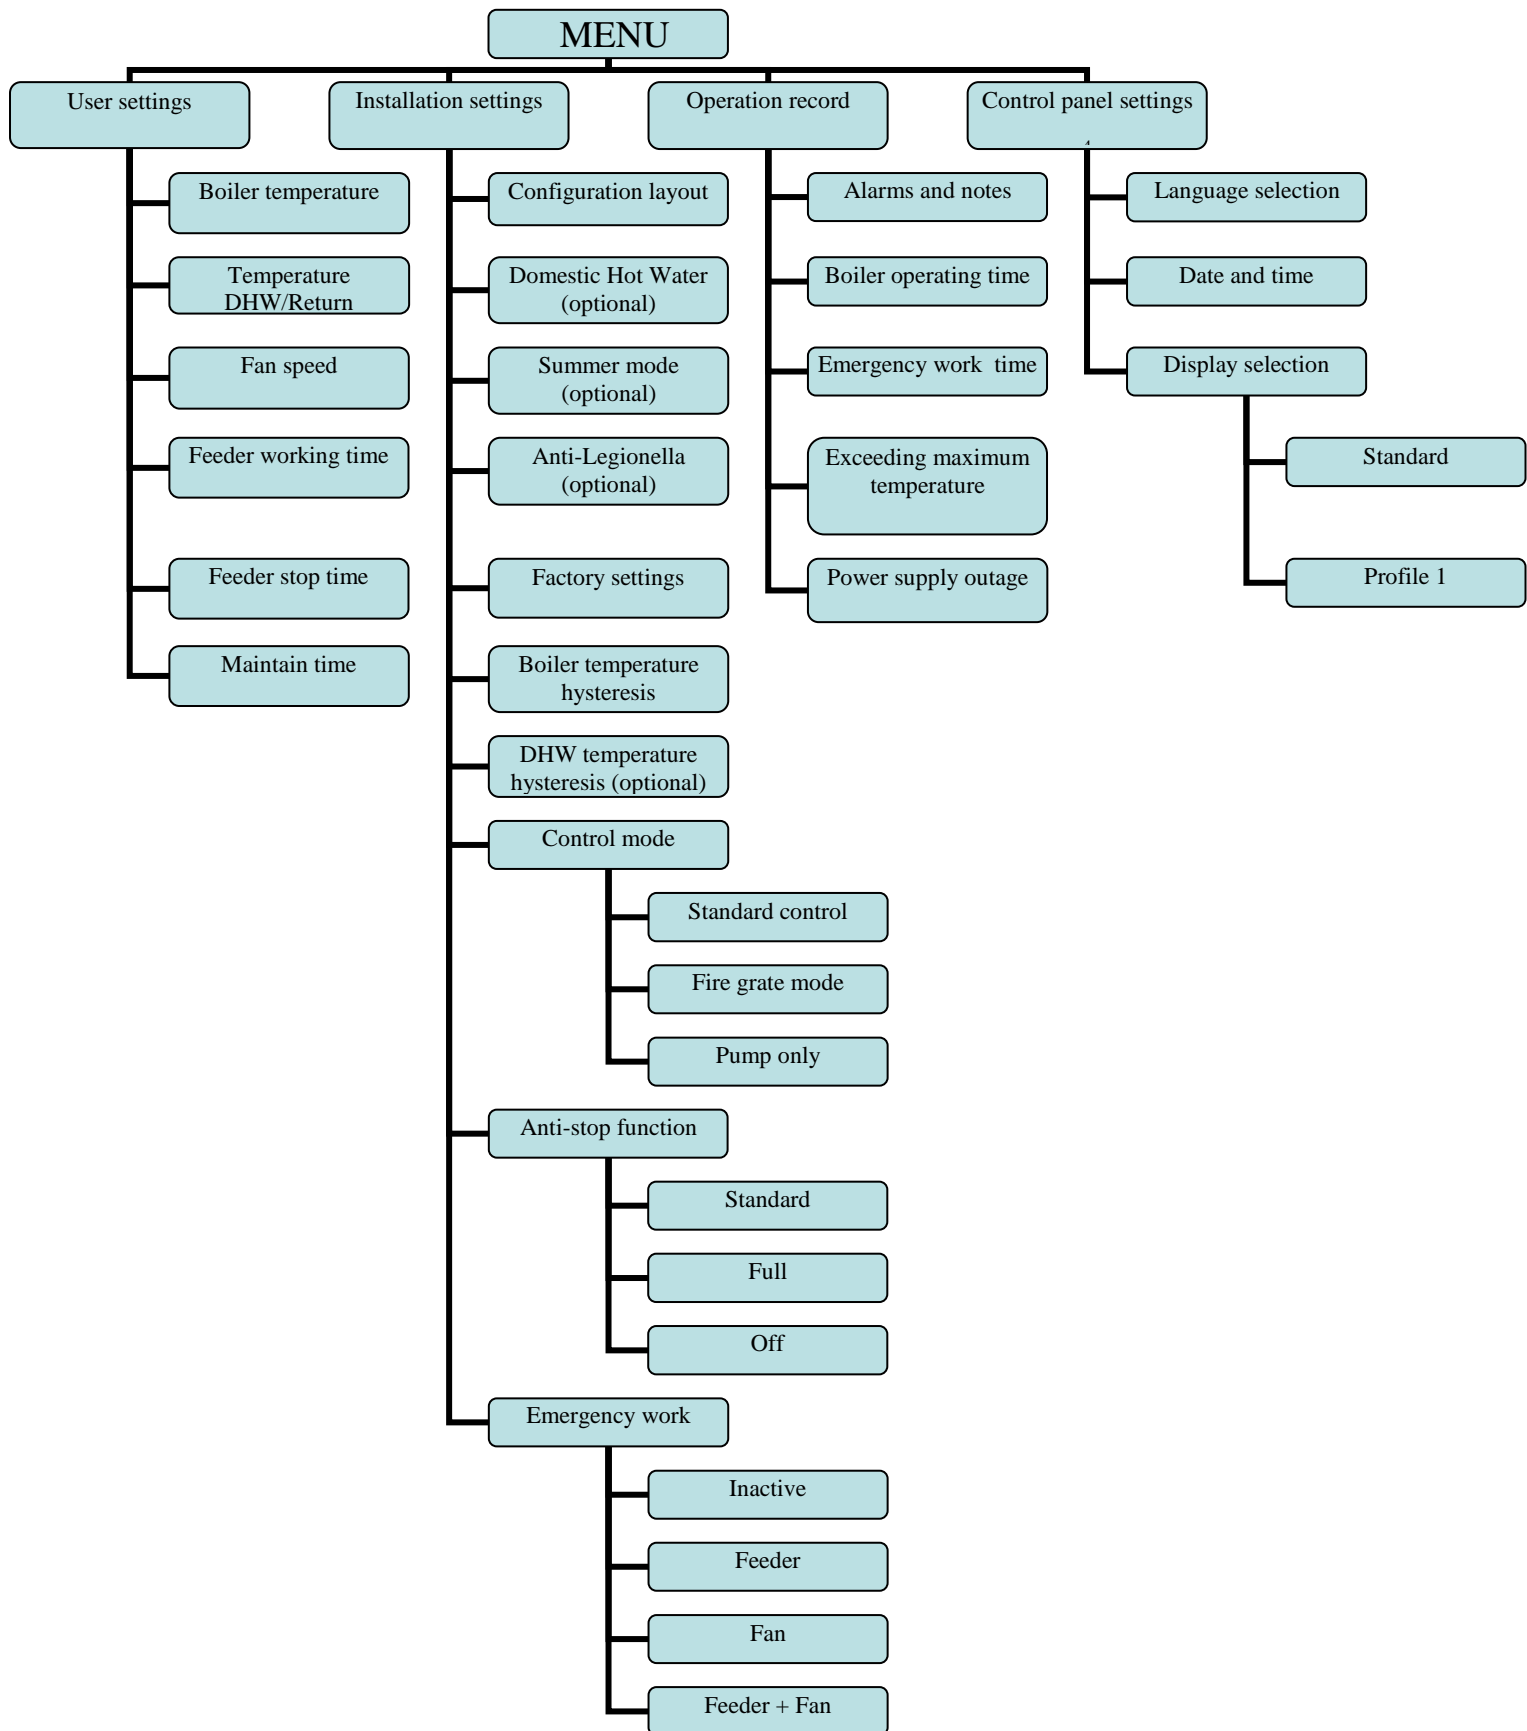 MENU
User settings
Installation settings
Operation record
Control panel settings
Boiler temperature
Temperature
DHW/Return
Fan speed
Feeder working time
Feeder stop time
Maintain time
Configuration layout
Domestic Hot Water
(optional)
Summer mode
(optional)
Anti-Legionella
(optional)
Factory settings
Boiler temperature
hysteresis
DHW temperature
hysteresis (optional)
Control mode
Standard control
Fire grate mode
Pump only
Anti-stop function
Standard
Full
Off
Emergency work
Inactive
Feeder
Fan
Feeder + Fan
Alarms and notes
Boiler operating time
Emergency work  time
Exceeding maximum
temperature
Power supply outage
Language selection
Date and time
Display selection
Standard
Profile 1